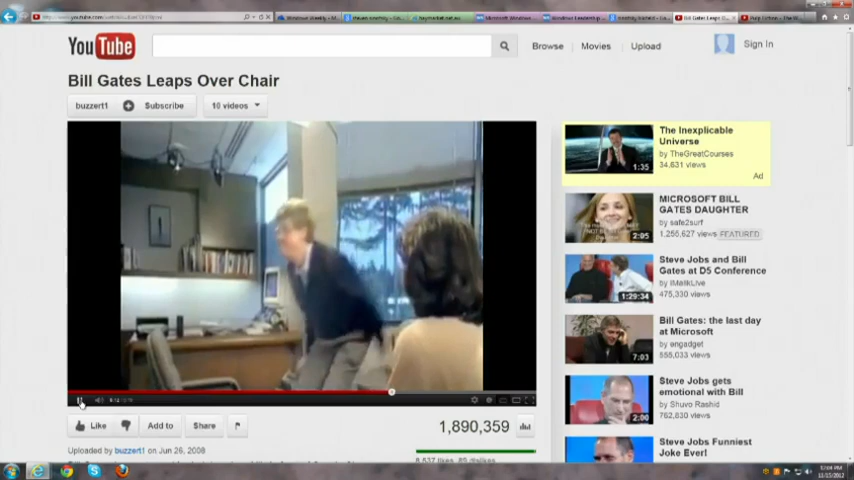 Windows Weekly
YouTube
Browse
Movies
Upload
Sign In
Bill Gates Leaps Over Chair
buzzert1
Subscribe
10 videos
The Inexplicable
Universe
by TheGreatCourses
34,631 views
Ad
1:35
MICROSOFT BILL
GATES DAUGHTER
by safe2surf
1,255,627 views FEATURED
2:05
Steve Jobs and Bill
Gates at D5 Conference
by iMalikLive
475,330 views
1:29:34
Bill Gates: the last day
at Microsoft
by engadget
555,033 views
7:03
Steve Jobs gets
emotional with Bill
by Shuvo Rashid
762,830 views
2:00
Steve Jobs Funniest
Joke Ever!
Like
Add to
Share
1,890,359
Uploaded by buzzert1 on Jun 26, 2008